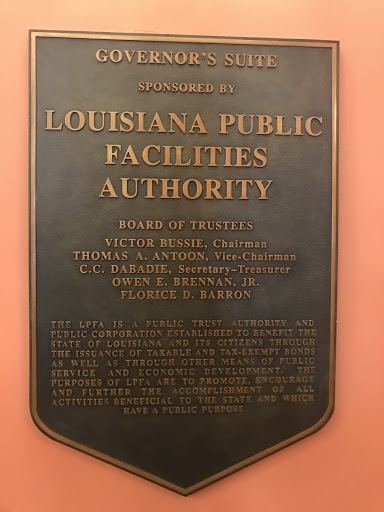 GOVERNOR'S SUITE
SPONSORED BY
LOUISIANA PUBLIC
FACILITIES
AUTHORITY
BOARD OF TRUSTEES
VICTOR BUSSIE, Chairman
THOMAS A. ANTOON, Vice-Chairman
C.C. DABADIE, Secretary-Treasurer
OWEN E. BRENNAN, JR.
FLORICE D. BARRON
THE LPFA IS A PUBLIC TRUST AUTHORITY AND
PUBLIC CORPORATION ESTABLISHED TO BENEFIT THE
STATE OF LOUISIANA AND ITS CITIZENS THROUGH
THE ISSUANCE OF TAXABLE AND TAX-EXEMPT BONDS
AS WELL AS THROUGH OTHER MEANS OF PUBLIC
SERVICE AND ECONOMIC DEVELOPMENT. THE
PURPOSES OF LPFA ARE TO PROMOTE, ENCOURAGE
AND FURTHER THE ACCOMPLISHMENT OF ALL
ACTIVITIES BENEFICIAL TO THE STATE AND WHICH
HAVE A PUBLIC PURPOSE.